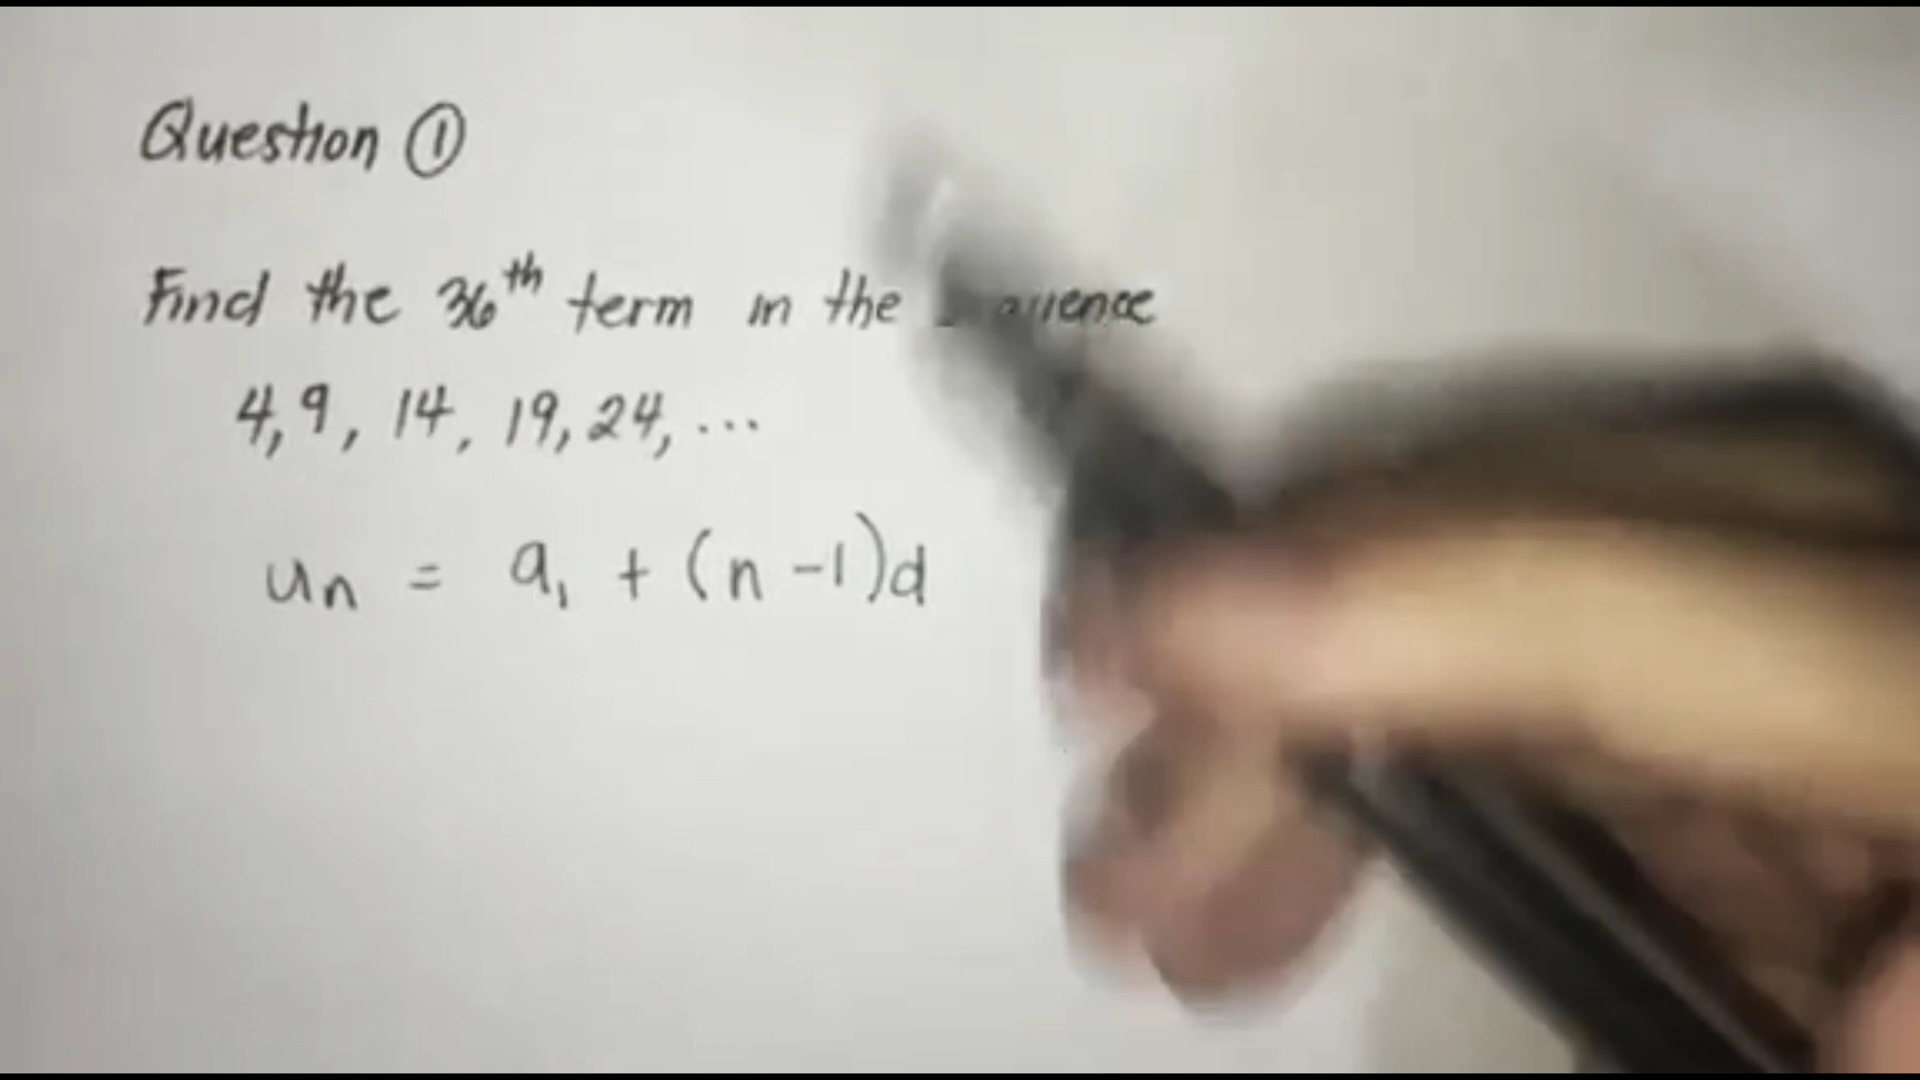 Question ①
Find the 36th term in the
4, 9, 14, 19, 24, ...
un = a1 + (n - 1)d